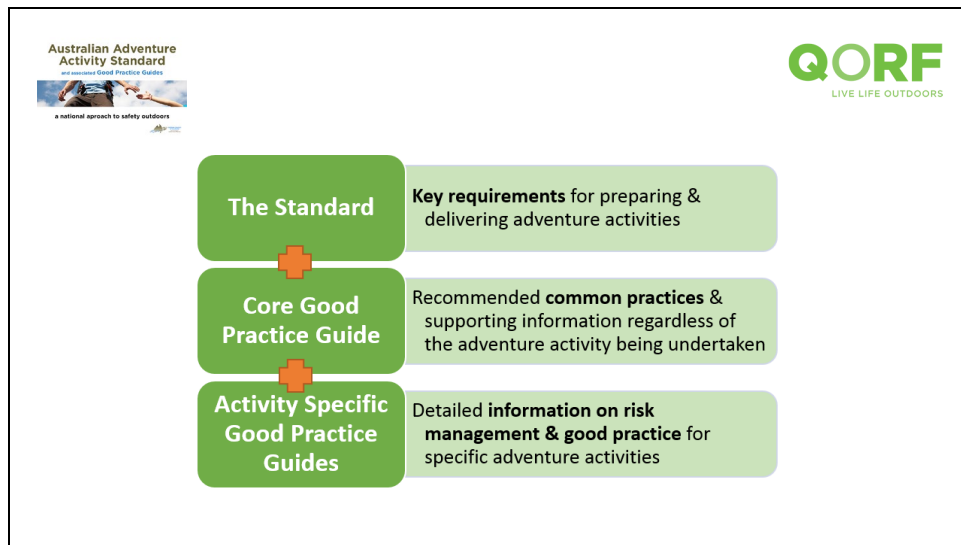 Australian Adventure
Activity Standard
and associated Good Practice Guides
a national aproach to safety outdoors
QORF
LIVE LIFE OUTDOORS
The Standard
Key requirements for preparing &
delivering adventure activities
Core Good
Practice Guide
Recommended common practices &
supporting information regardless of
the adventure activity being undertaken
Activity Specific
Good Practice
Guides
Detailed information on risk
management & good practice for
specific adventure activities